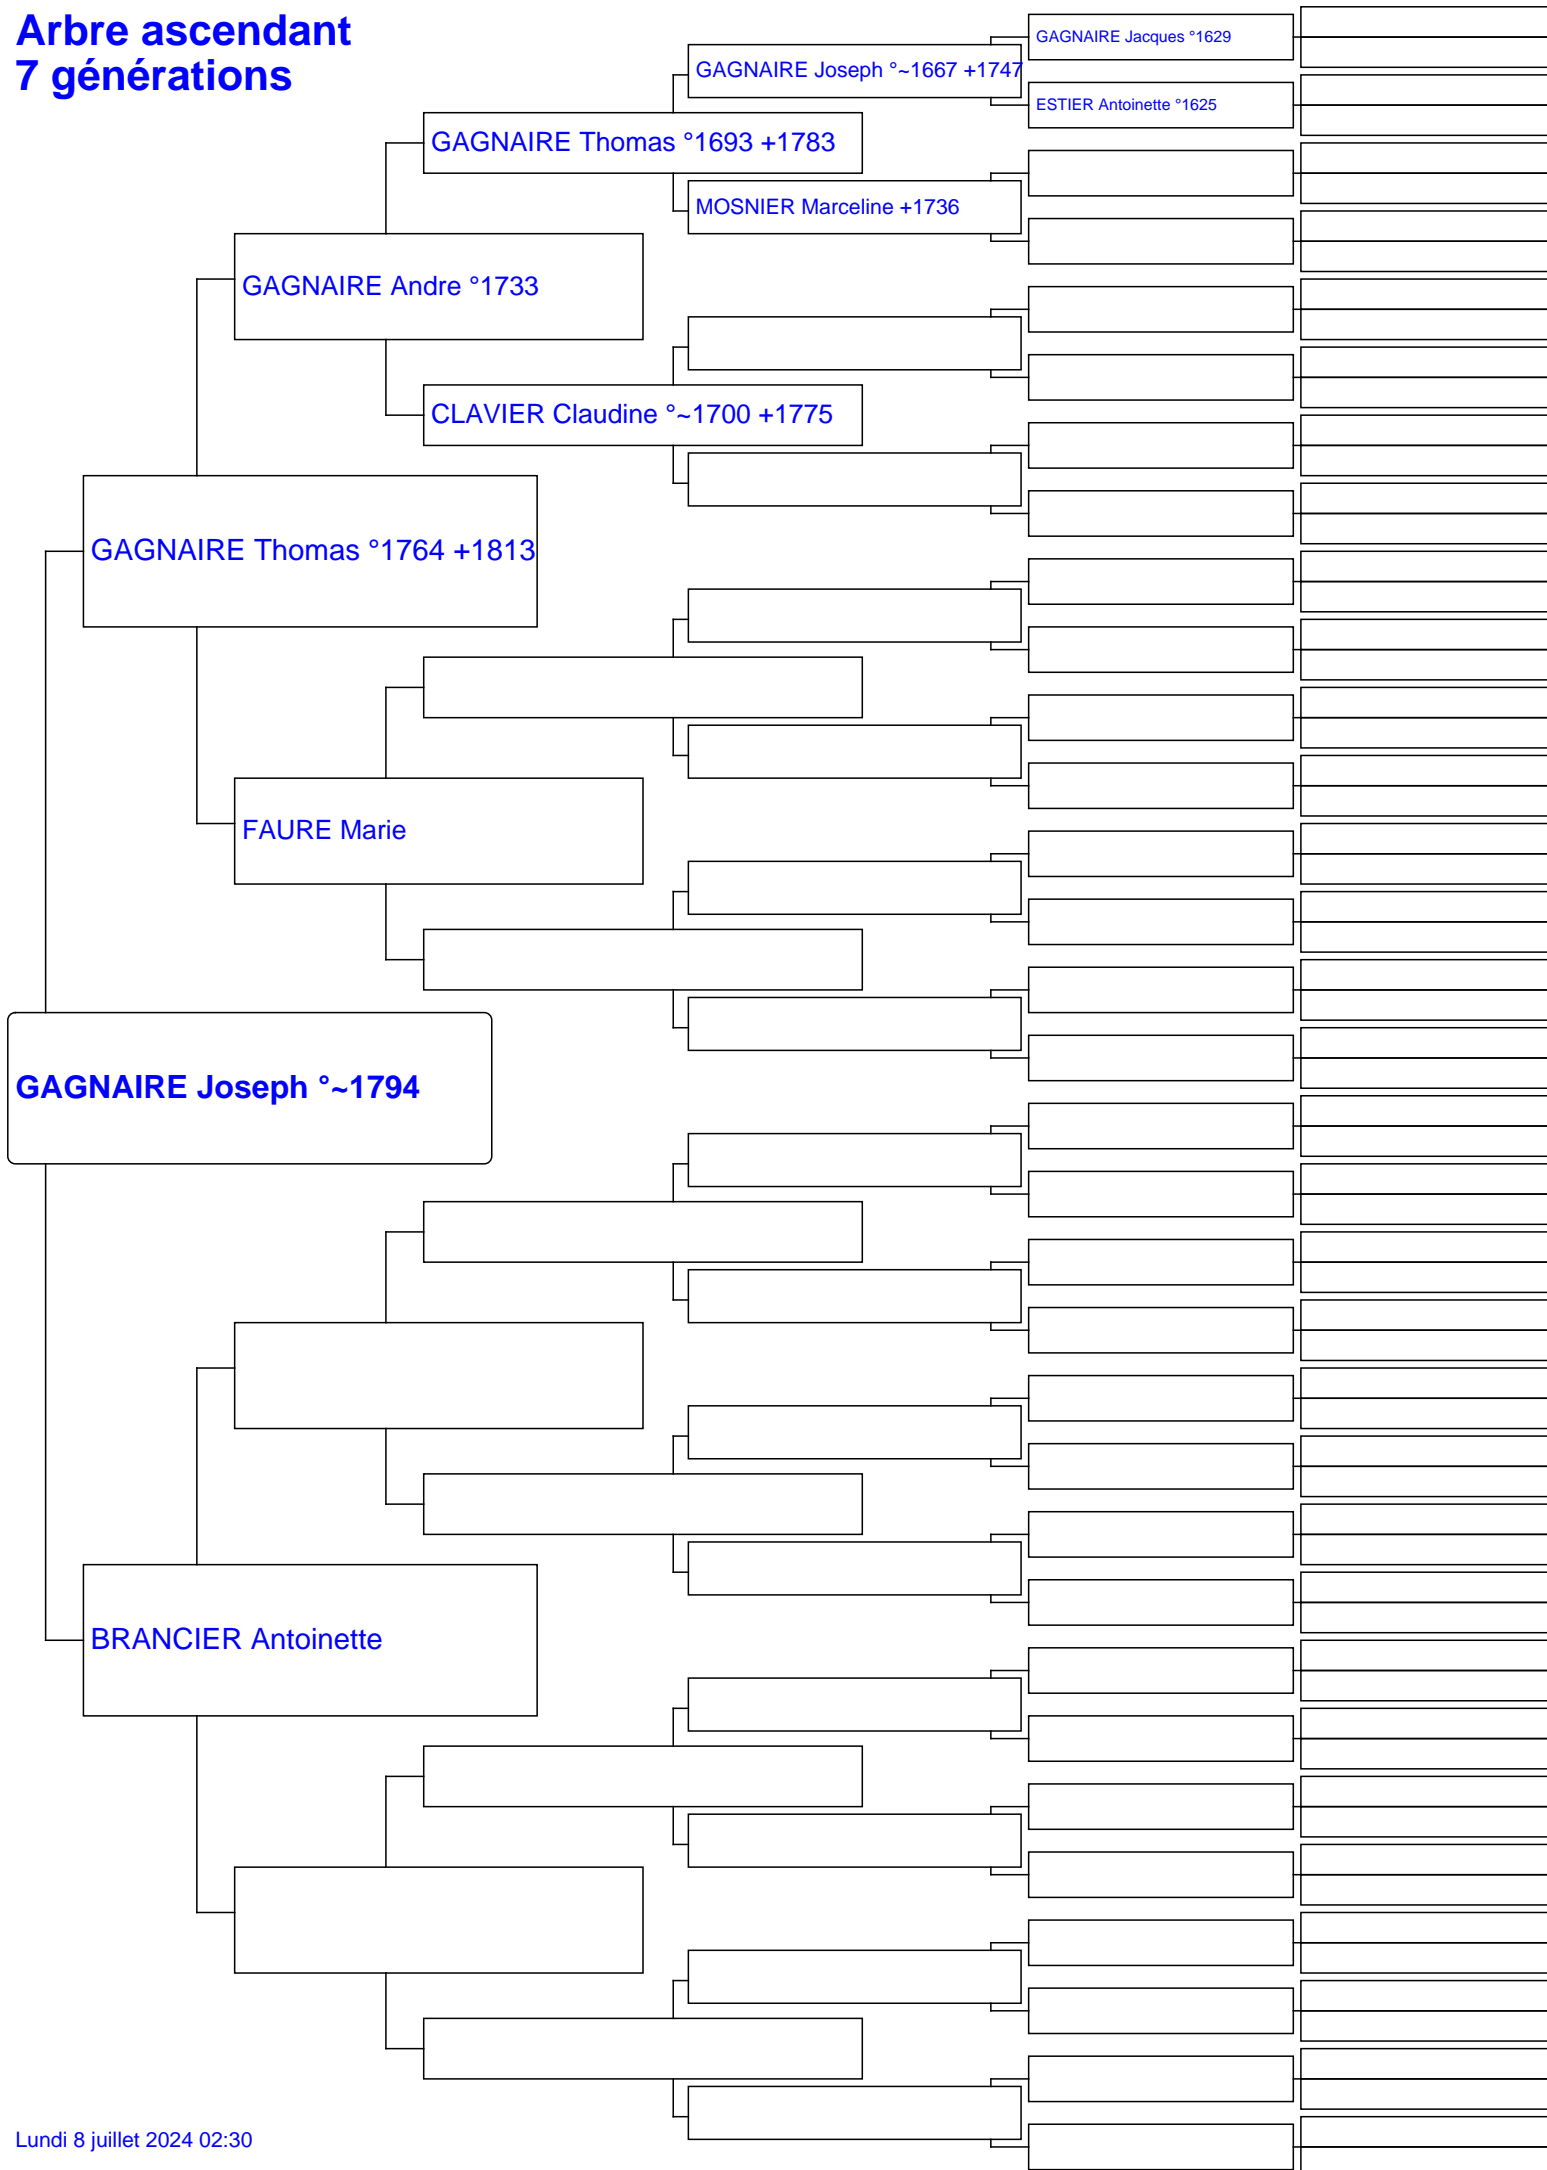 Arbre ascendant
7 générations
GAGNAIRE Jacques °1629
GAGNAIRE Joseph °~1667 +1747
ESTIER Antoinette °1625
GAGNAIRE Thomas °1693 +1783
MOSNIER Marceline +1736
GAGNAIRE Andre °1733
CLAVIER Claudine °~1700 +1775
GAGNAIRE Thomas °1764 +1813
FAURE Marie
GAGNAIRE Joseph °~1794
BRANCIER Antoinette
Lundi 8 juillet 2024 02:30